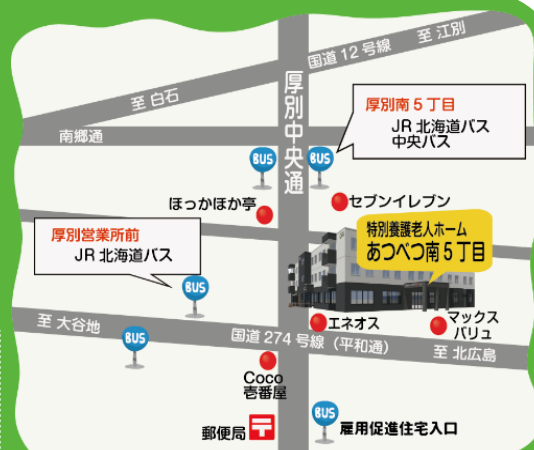 国道12号線
至 江別
至 白石
南郷通
厚別中央通
BUS
BUS
厚別南5丁目
JR北海道バス
中央バス
ほっかほか亭
セブンイレブン
特別養護老人ホーム
あつべつ南5丁目
厚別営業所前
JR北海道バス
BUS
至 大谷地
BUS
国道274号線（平和通）
エネオス
マックス
バリュ
至 北広島
Coco
壱番屋
郵便局
BUS
雇用促進住宅入口